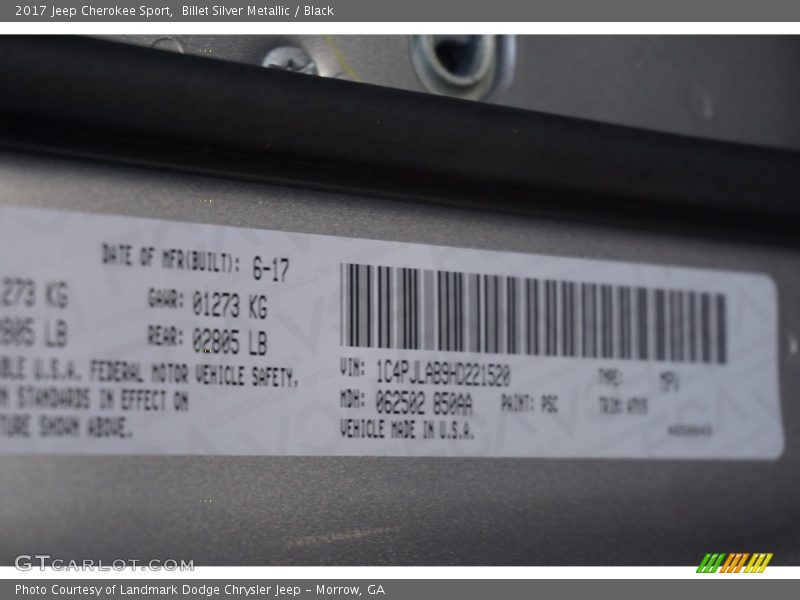 2017 Jeep Cherokee Sport, Billet Silver Metallic / Black
DATE OF MFR(BUILT): 6-17
273 KG GAWR: 01273 KG
2805 LB REAR: 02805 LB
BLE U.S.A. FEDERAL MOTOR VEHICLE SAFETY,
N STANDARDS IN EFFECT ON
TURE SHOWN ABOVE.
VIN: 1C4PJLAB9HD221520 TYPE: MPV
MDH: 062502 850AA PAINT: PSC TRIM:
VEHICLE MADE IN U.S.A.
GTCARLOT.COM
Photo Courtesy of Landmark Dodge Chrysler Jeep – Morrow, GA